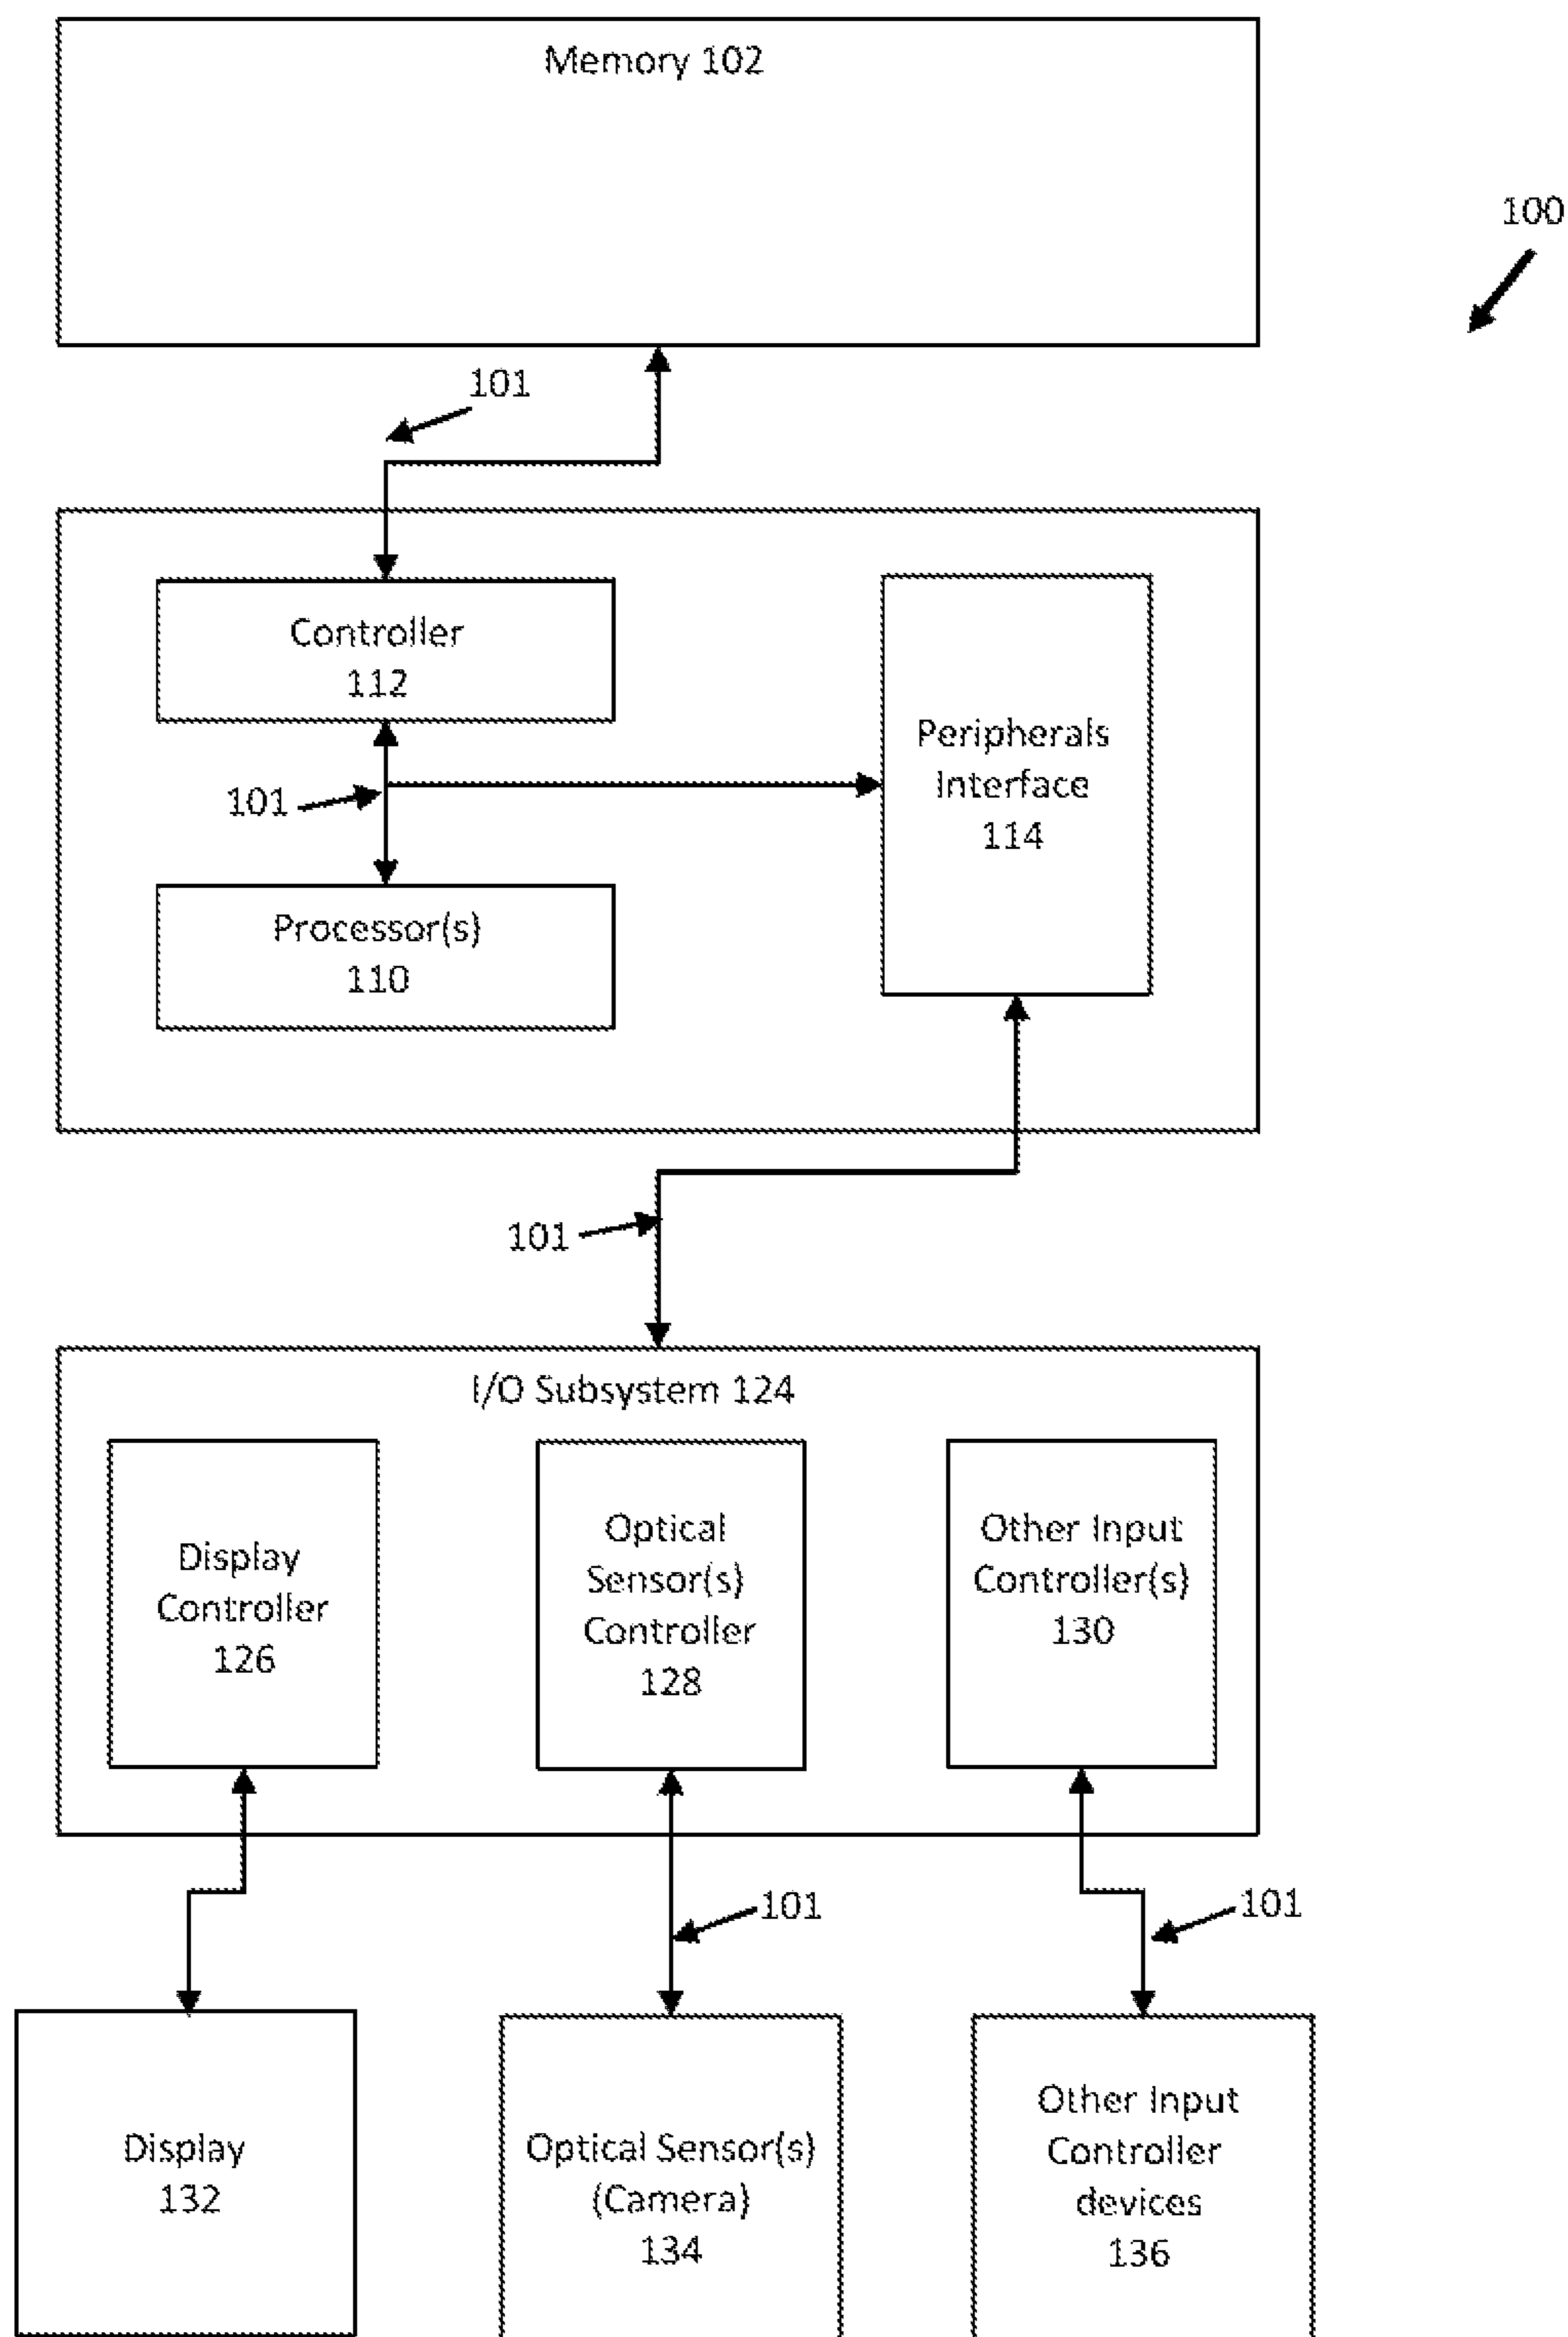 Memory 102
100
101
Controller
112
Peripherals
Interface
114
101
Processor(s)
110
101
I/O Subsystem 124
Display
Controller
126
Optical
Sensor(s)
Controller
128
Other Input
Controller(s)
130
101
101
Display
132
Optical Sensor(s)
(Camera)
134
Other Input
Controller
devices
136